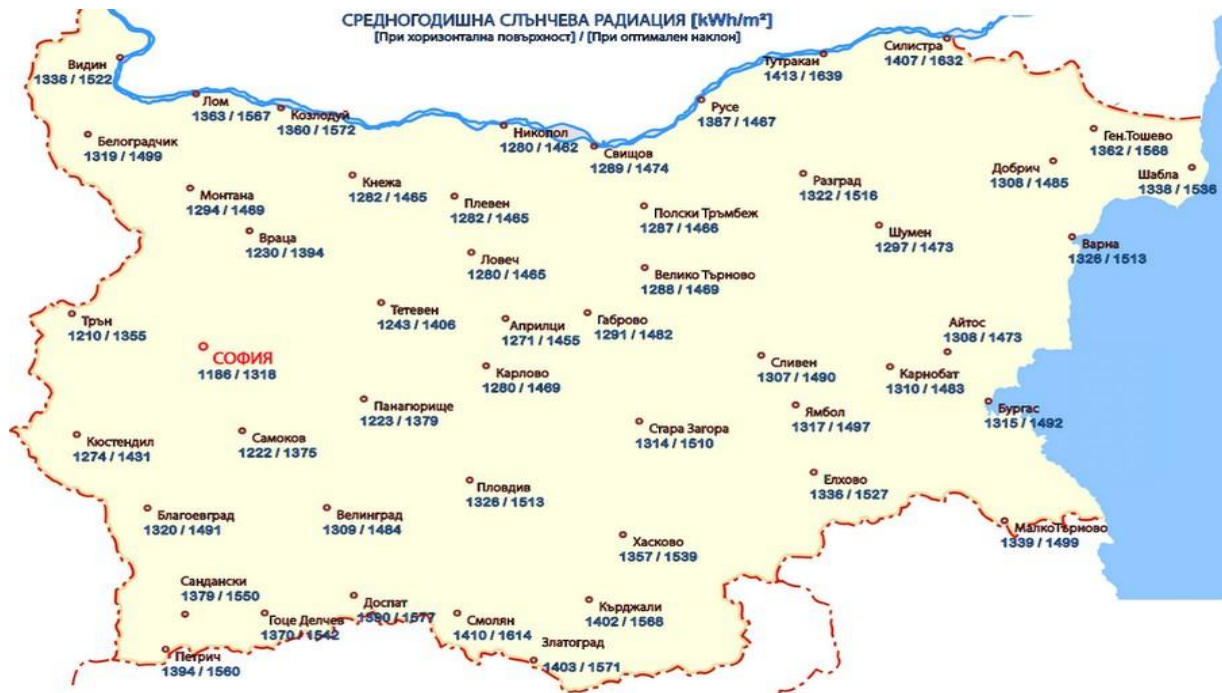 СРЕДНОГОДИШНА СЛЪНЧЕВА РАДИАЦИЯ [kWh/m²]
[При хоризонтална повърхност] / [При оптимален наклон]
Видин
1338 / 1522
Лом
1363 / 1567
Козлодуй
1360 / 1572
Белоградчик
1319 / 1499
Никопол
1280 / 1462
Свищов
1289 / 1474
Русе
1387 / 1467
Тутракан
1413 / 1639
Силистра
1407 / 1632
Ген.Тошево
1362 / 1568
Добрич
1308 / 1485
Шабла
1338 / 1536
Монтана
1294 / 1469
Кнежа
1282 / 1465
Плевен
1282 / 1465
Полски Тръмбеж
1287 / 1466
Разград
1322 / 1516
Шумен
1297 / 1473
Варна
1326 / 1513
Враца
1230 / 1394
Ловеч
1280 / 1465
Велико Търново
1288 / 1469
Трън
1210 / 1355
СОФИЯ
1186 / 1318
Тетевен
1243 / 1406
Априлци
1271 / 1455
Габрово
1291 / 1482
Айтос
1308 / 1473
Карлово
1280 / 1469
Сливен
1307 / 1490
Карнобат
1310 / 1483
Панагюрище
1223 / 1379
Ямбол
1317 / 1497
Бургас
1315 / 1492
Кюстендил
1274 / 1431
Самоков
1222 / 1375
Стара Загора
1314 / 1510
Пловдив
1326 / 1513
Елхово
1336 / 1527
Благоевград
1320 / 1491
Велинград
1309 / 1484
Хасково
1357 / 1539
МалкоТърново
1339 / 1499
Сандански
1379 / 1550
Гоце Делчев
1370 / 1542
Доспат
1390 / 1577
Смолян
1410 / 1614
Кърджали
1402 / 1568
Златоград
1403 / 1571
Петрич
1394 / 1560